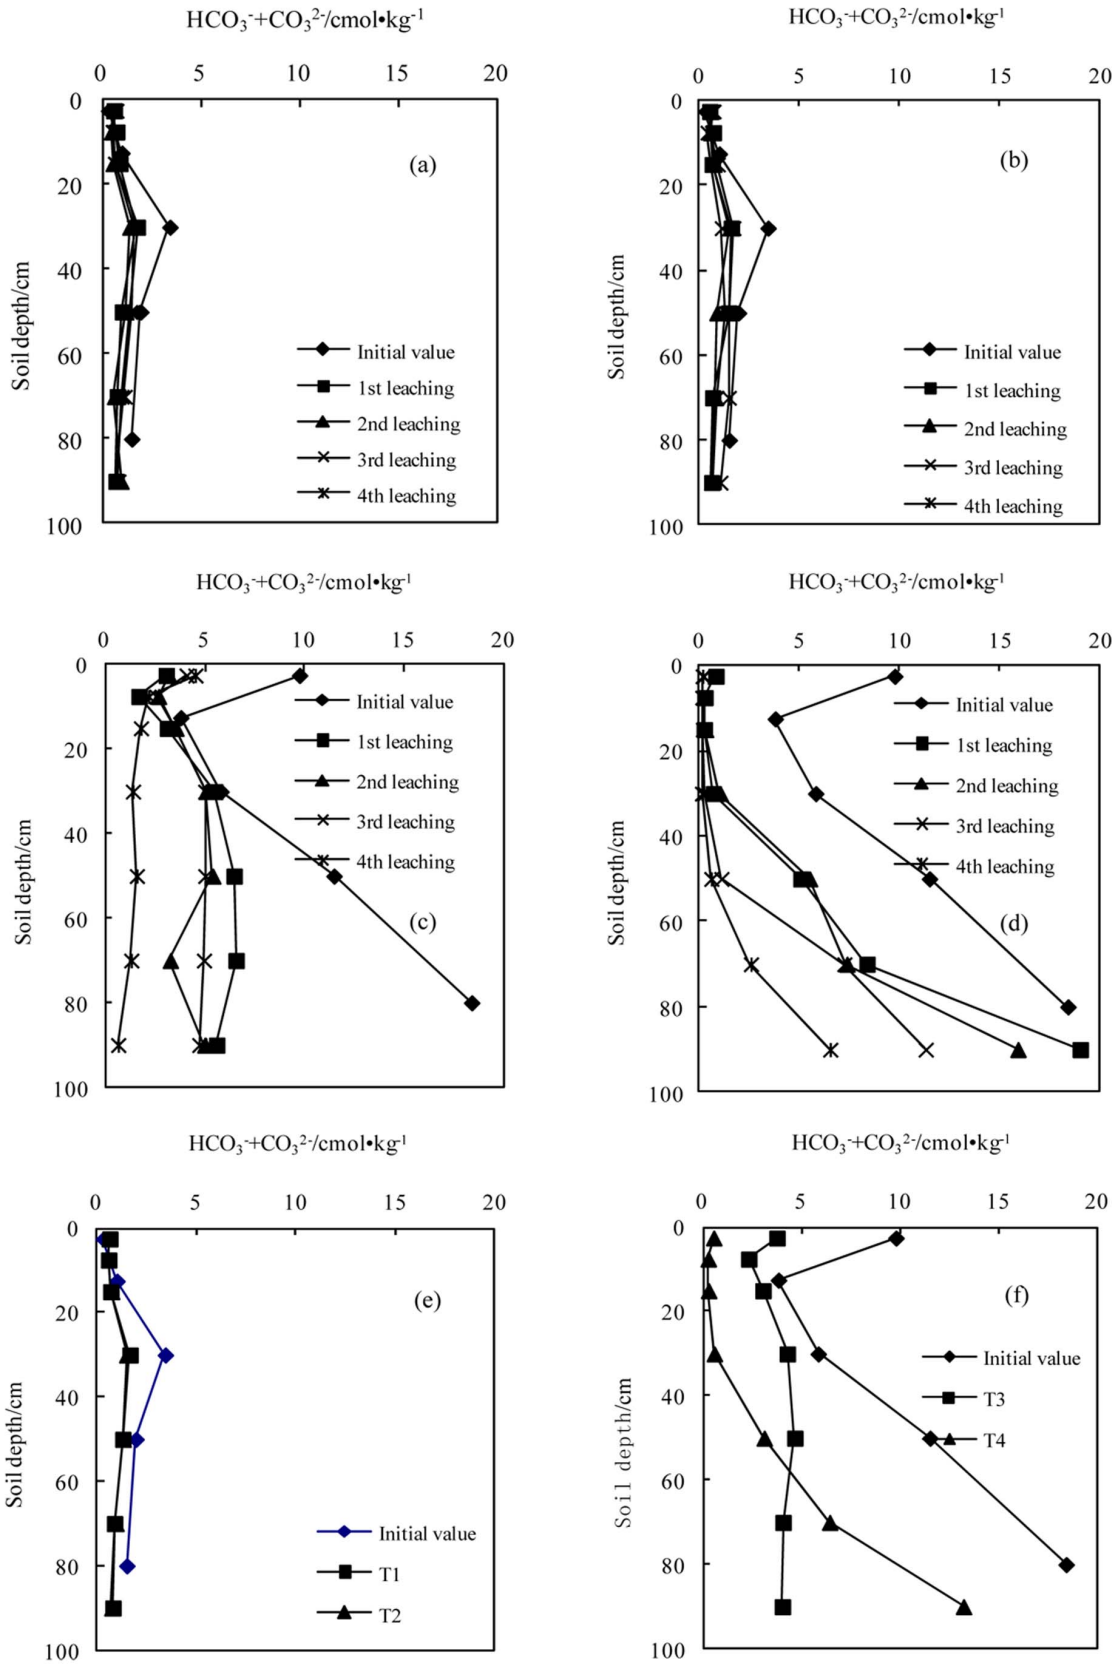 HCO₃⁻+CO₃²⁻/cmol•kg⁻¹
0 5 10 15 20
0
20
40
60
80
100
Soil depth/cm
(a)
Initial value
1st leaching
2nd leaching
3rd leaching
4th leaching
HCO₃⁻+CO₃²⁻/cmol•kg⁻¹
0 5 10 15 20
0
20
40
60
80
100
Soil depth/cm
(b)
Initial value
1st leaching
2nd leaching
3rd leaching
4th leaching
HCO₃⁻+CO₃²⁻/cmol•kg⁻¹
0 5 10 15 20
0
20
40
60
80
100
Soil depth/cm
Initial value
1st leaching
2nd leaching
3rd leaching
4th leaching
(c)
HCO₃⁻+CO₃²⁻/cmol•kg⁻¹
0 5 10 15 20
0
20
40
60
80
100
Soil depth/cm
Initial value
1st leaching
2nd leaching
3rd leaching
4th leaching
(d)
HCO₃⁻+CO₃²⁻/cmol•kg⁻¹
0 5 10 15 20
0
20
40
60
80
100
Soil depth/cm
(e)
Initial value
T1
T2
HCO₃⁻+CO₃²⁻/cmol•kg⁻¹
0 5 10 15 20
0
20
40
60
80
100
Soil depth/cm
(f)
Initial value
T3
T4